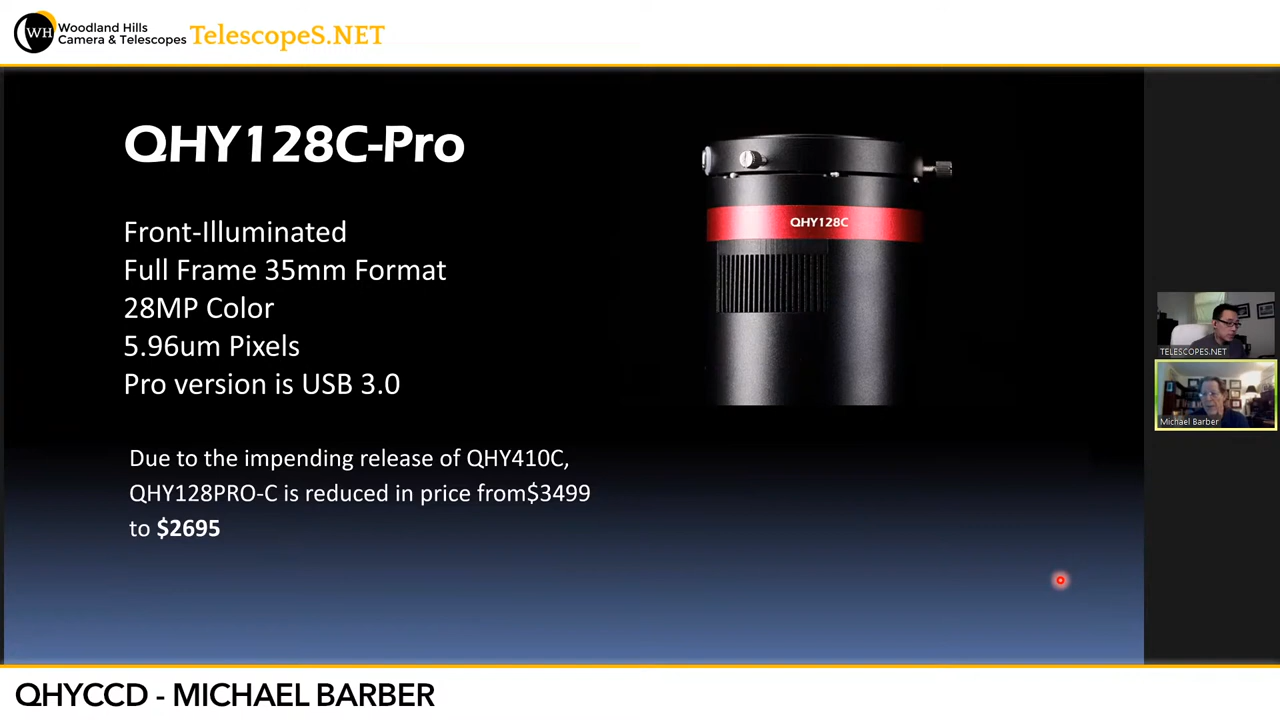 WH
Woodland Hills
Camera & Telescopes
TelescopeS.NET
QHY128C-Pro
Front-Illuminated
Full Frame 35mm Format
28MP Color
5.96um Pixels
Pro version is USB 3.0
Due to the impending release of QHY410C,
QHY128PRO-C is reduced in price from$3499
to $2695
QHY128C
TELESCOPES.NET
Michael Barber
QHYCCD - MICHAEL BARBER